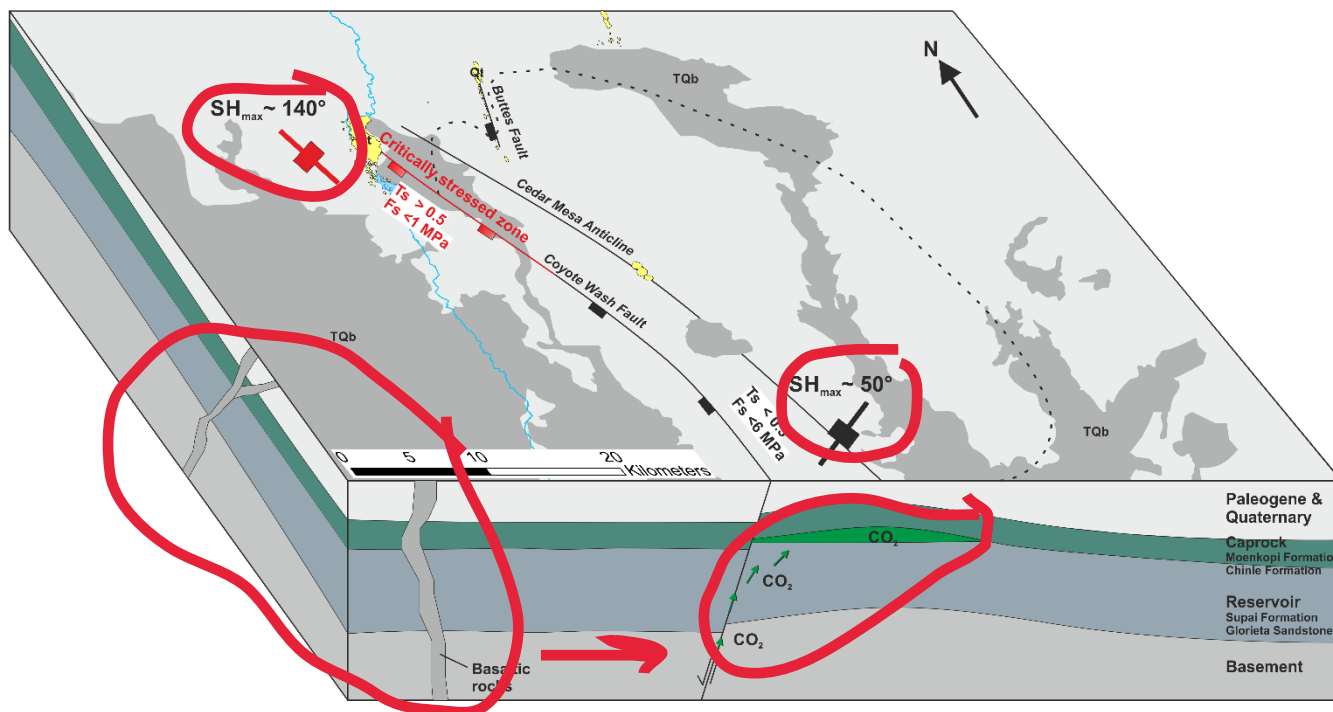 N
TQb
Qt
Buttes Fault
SHmax ~ 140°
t
Critically stressed zone
Ts > 0.5
Fs <1 MPa
Cedar Mesa Anticline
Coyote Wash Fault
TQb
SHmax ~ 50°
Ts < 0.5
Fs <6 MPa
TQb
0 5 10 20
Kilometers
Paleogene &
Quaternary
Caprock
Moenkopi Formatio
Chinle Formation
Reservoir
Supai Formation
Glorieta Sandstone
Basement
CO2
CO2
CO2
Basaltic
rocks